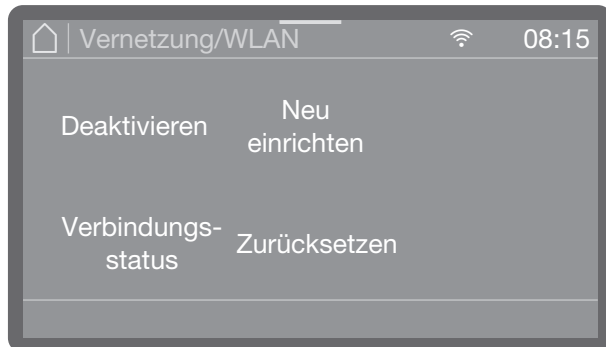 Vernetzung/WLAN 08:15
Deaktivieren
Neu
einrichten
Verbindungs-
status
Zurücksetzen